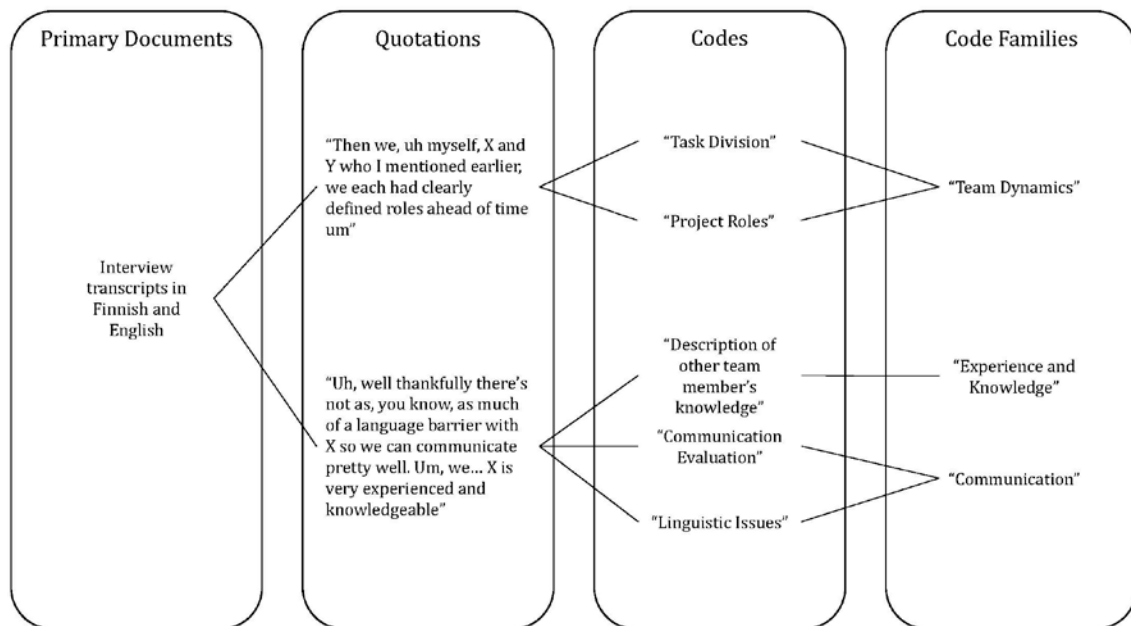 Primary Documents
Quotations
Codes
Code Families
Interview
transcripts in
Finnish and
English
“Then we, uh myself, X and
Y who I mentioned earlier,
we each had clearly
defined roles ahead of time
um”
“Uh, well thankfully there’s
not as, you know, as much
of a language barrier with
X so we can communicate
pretty well. Um, we... X is
very experienced and
knowledgeable”
“Task Division”
“Project Roles”
“Description of
other team
member’s
knowledge”
“Communication
Evaluation”
“Linguistic Issues”
“Team Dynamics”
“Experience and
Knowledge”
“Communication”